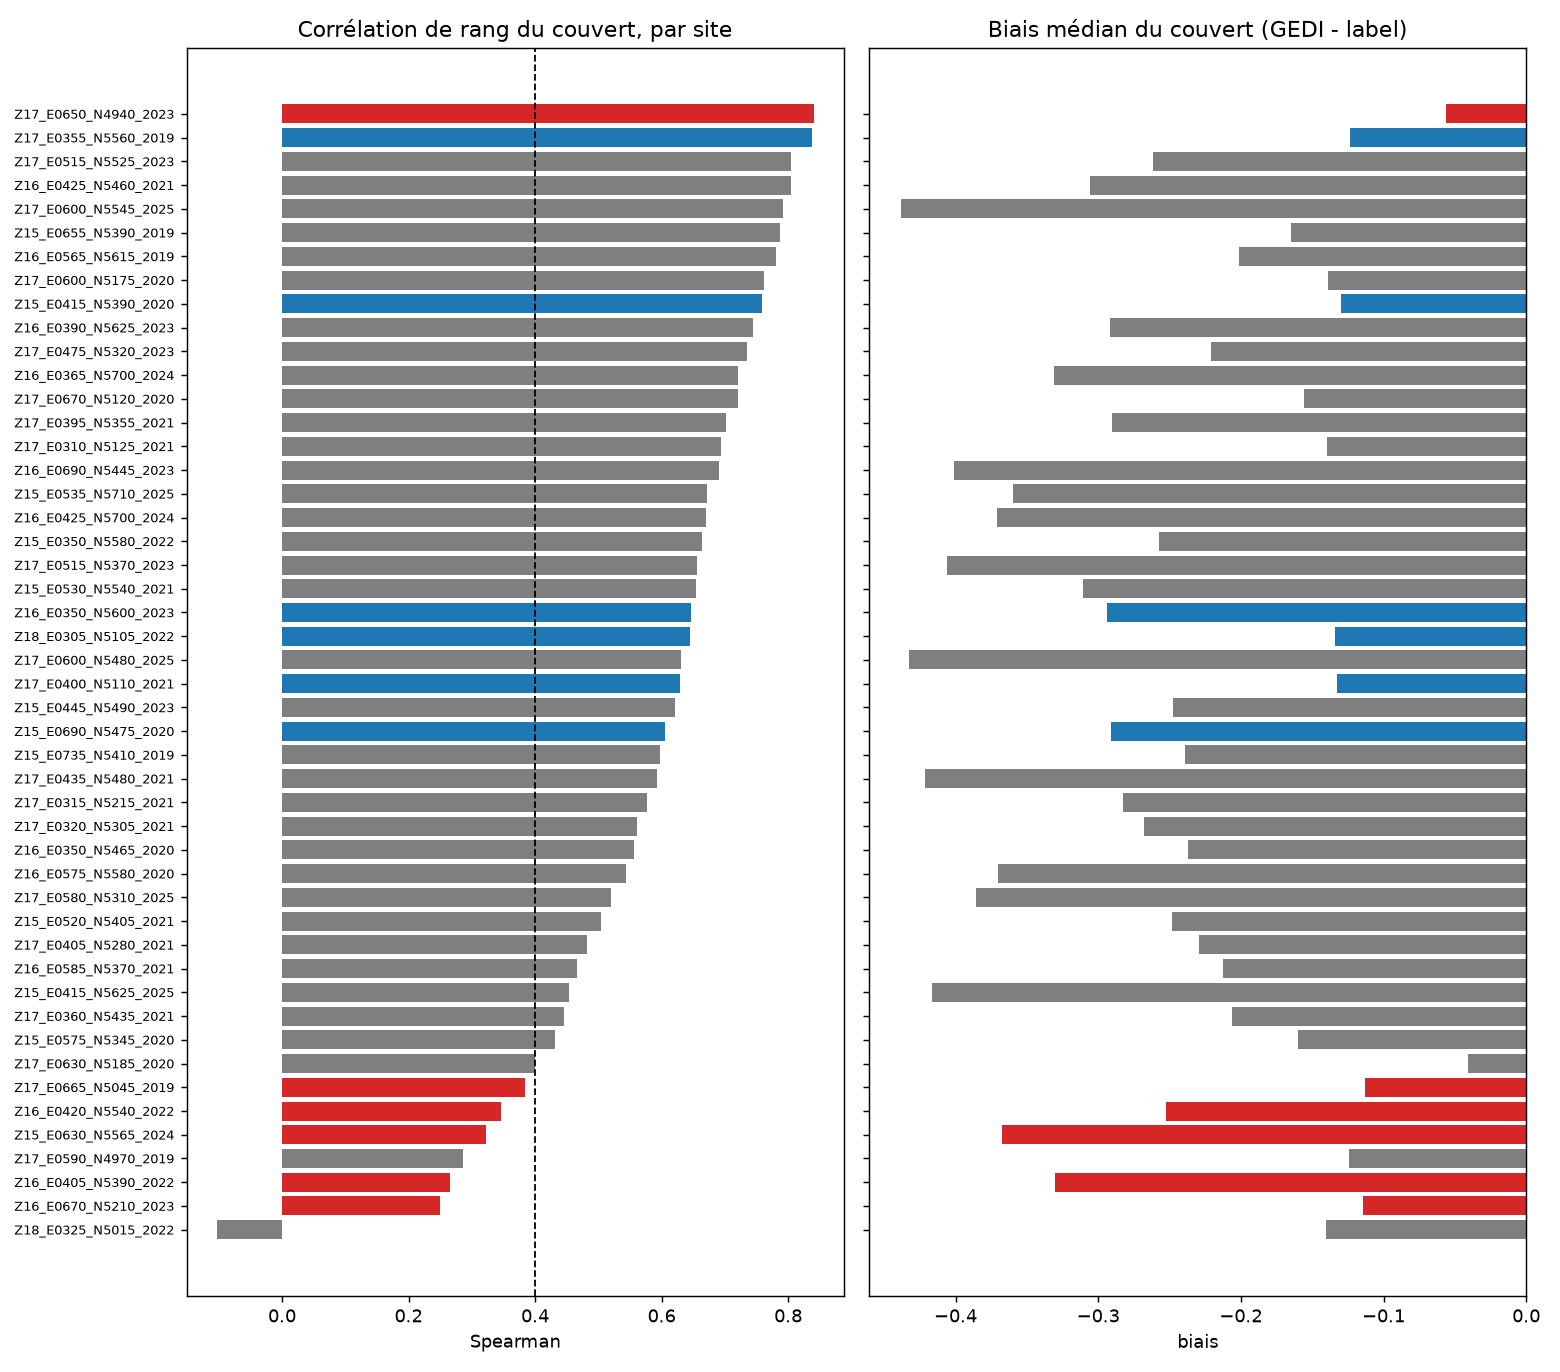 Corrélation de rang du couvert, par site
Biais médian du couvert (GEDI - label)
Z17_E0650_N4940_2023
Z17_E0355_N5560_2019
Z17_E0515_N5525_2023
Z16_E0425_N5460_2021
Z17_E0600_N5545_2025
Z15_E0655_N5390_2019
Z16_E0565_N5615_2019
Z17_E0600_N5175_2020
Z15_E0415_N5390_2020
Z16_E0390_N5625_2023
Z17_E0475_N5320_2023
Z16_E0365_N5700_2024
Z17_E0670_N5120_2020
Z17_E0395_N5355_2021
Z17_E0310_N5125_2021
Z16_E0690_N5445_2023
Z15_E0535_N5710_2025
Z16_E0425_N5700_2024
Z15_E0350_N5580_2022
Z17_E0515_N5370_2023
Z15_E0530_N5540_2021
Z16_E0350_N5600_2023
Z18_E0305_N5105_2022
Z17_E0600_N5480_2025
Z17_E0400_N5110_2021
Z15_E0445_N5490_2023
Z15_E0690_N5475_2020
Z15_E0735_N5410_2019
Z17_E0435_N5480_2021
Z17_E0315_N5215_2021
Z17_E0320_N5305_2021
Z16_E0350_N5465_2020
Z16_E0575_N5580_2020
Z17_E0580_N5310_2025
Z15_E0520_N5405_2021
Z17_E0405_N5280_2021
Z16_E0585_N5370_2021
Z15_E0415_N5625_2025
Z17_E0360_N5435_2021
Z15_E0575_N5345_2020
Z17_E0630_N5185_2020
Z17_E0665_N5045_2019
Z16_E0420_N5540_2022
Z15_E0630_N5565_2024
Z17_E0590_N4970_2019
Z16_E0405_N5390_2022
Z16_E0670_N5210_2023
Z18_E0325_N5015_2022
0.0 0.2 0.4 0.6 0.8
Spearman
−0.4 −0.3 −0.2 −0.1 0.0
biais